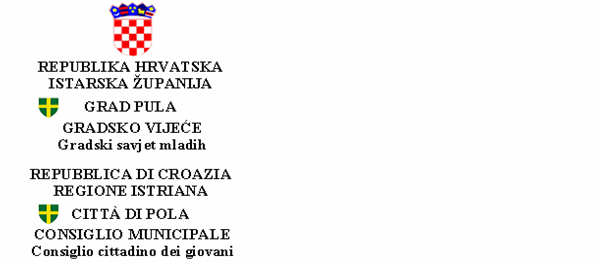 REPUBLIKA HRVATSKA
ISTARSKA ŽUPANIJA
GRAD PULA
GRADSKO VIJEĆE
Gradski savjet mladih
REPUBBLICA DI CROAZIA
REGIONE ISTRIANA
CITTÀ DI POLA
CONSIGLIO MUNICIPALE
Consiglio cittadino dei giovani